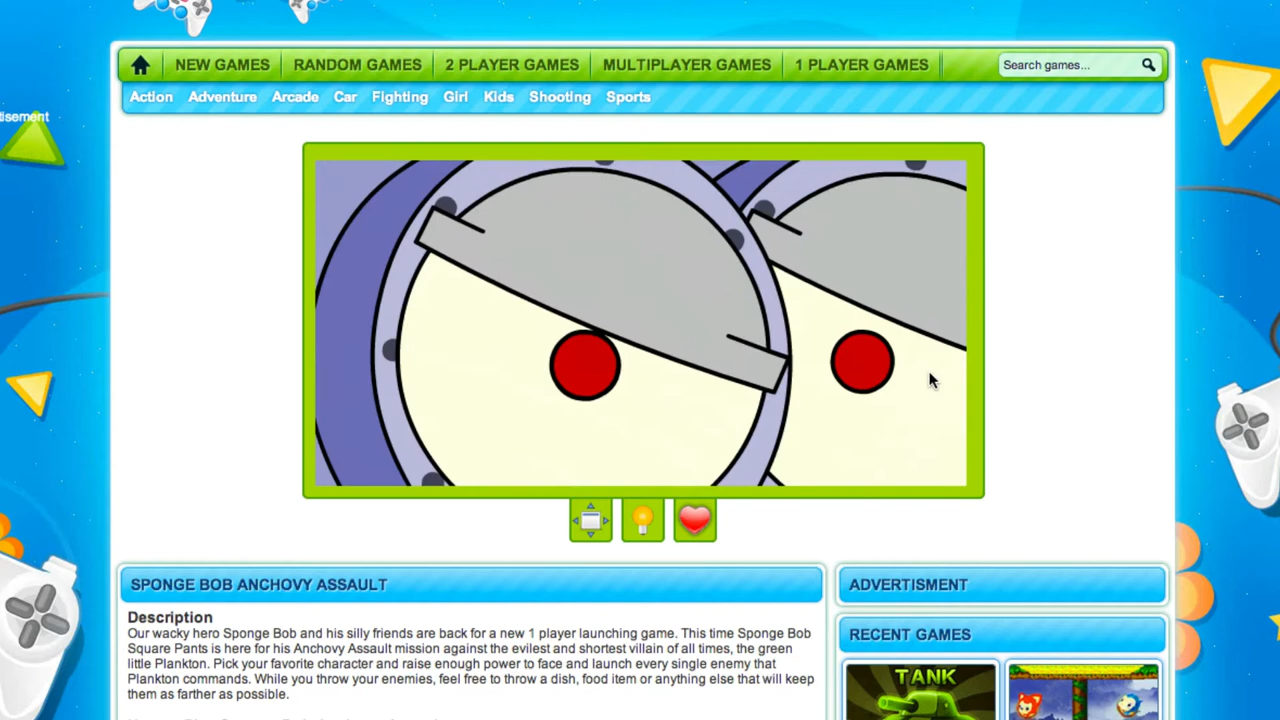 NEW GAMES RANDOM GAMES 2 PLAYER GAMES MULTIPLAYER GAMES 1 PLAYER GAMES Search games...
Action Adventure Arcade Car Fighting Girl Kids Shooting Sports
tisement
SPONGE BOB ANCHOVY ASSAULT
Description
Our wacky hero Sponge Bob and his silly friends are back for a new 1 player launching game. This time Sponge Bob
Square Pants is here for his Anchovy Assault mission against the evilest and shortest villain of all times, the green
little Plankton. Pick your favorite character and raise enough power to face and launch every single enemy that
Plankton commands. While you throw your enemies, feel free to throw a dish, food item or anything else that will keep
them as farther as possible.
ADVERTISMENT
RECENT GAMES
TANK